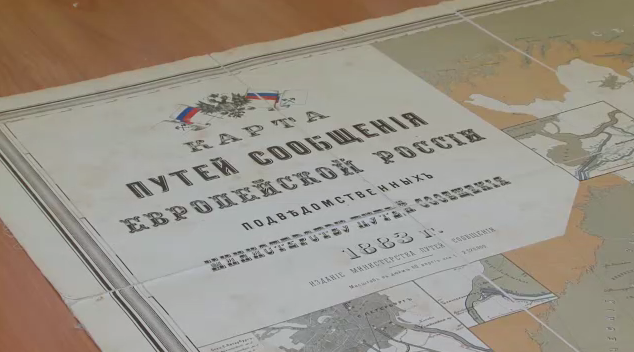 КАРТА
ПУТЕЙ СООБЩЕНІЯ
ЕВРОПЕЙСКОЙ РОССІИ
ПОДВѢДОМСТВЕННЫХЪ
МИНИСТЕРСТВУ ПУТЕЙ СООБЩЕНІЯ
1883 г.
ИЗДАНІЕ МИНИСТЕРСТВА ПУТЕЙ СООБЩЕНІЯ